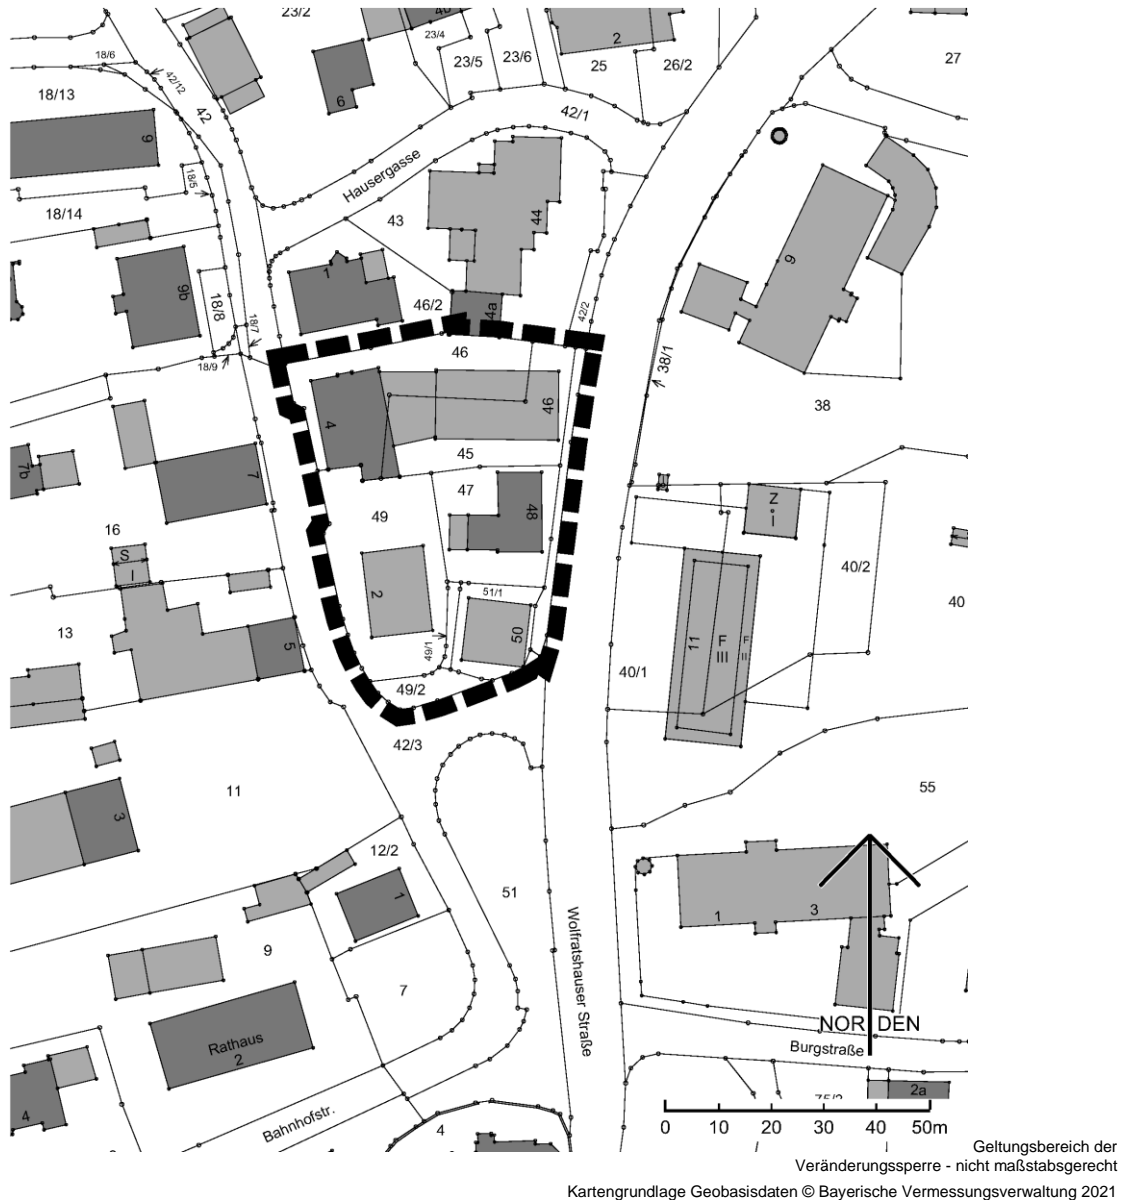 23/2
40
23/4
23/5
23/6
2
25
26/2
27
18/6
42/12
18/13
42
6
42/1
9
Hausergasse
18/5
18/14
43
44
9
1
9b
18/8
46/2
4a
42/2
18/7
46
18/9
38/1
38
4
46
45
7b
7
47
48
49
Z
I
16
S
I
40/2
2
51/1
40
13
5
50
11
F
III
F
II
49/1
40/1
49/2
42/3
11
55
3
12/2
1
51
1
3
9
Wolfratshauser Straße
7
NORDEN
Rathaus
2
Burgstraße
4
2a
75/2
Bahnhofstr.
4
0 10 20 30 40 50m
Geltungsbereich der
Veränderungssperre - nicht maßstabsgerecht
Kartengrundlage Geobasisdaten © Bayerische Vermessungsverwaltung 2021